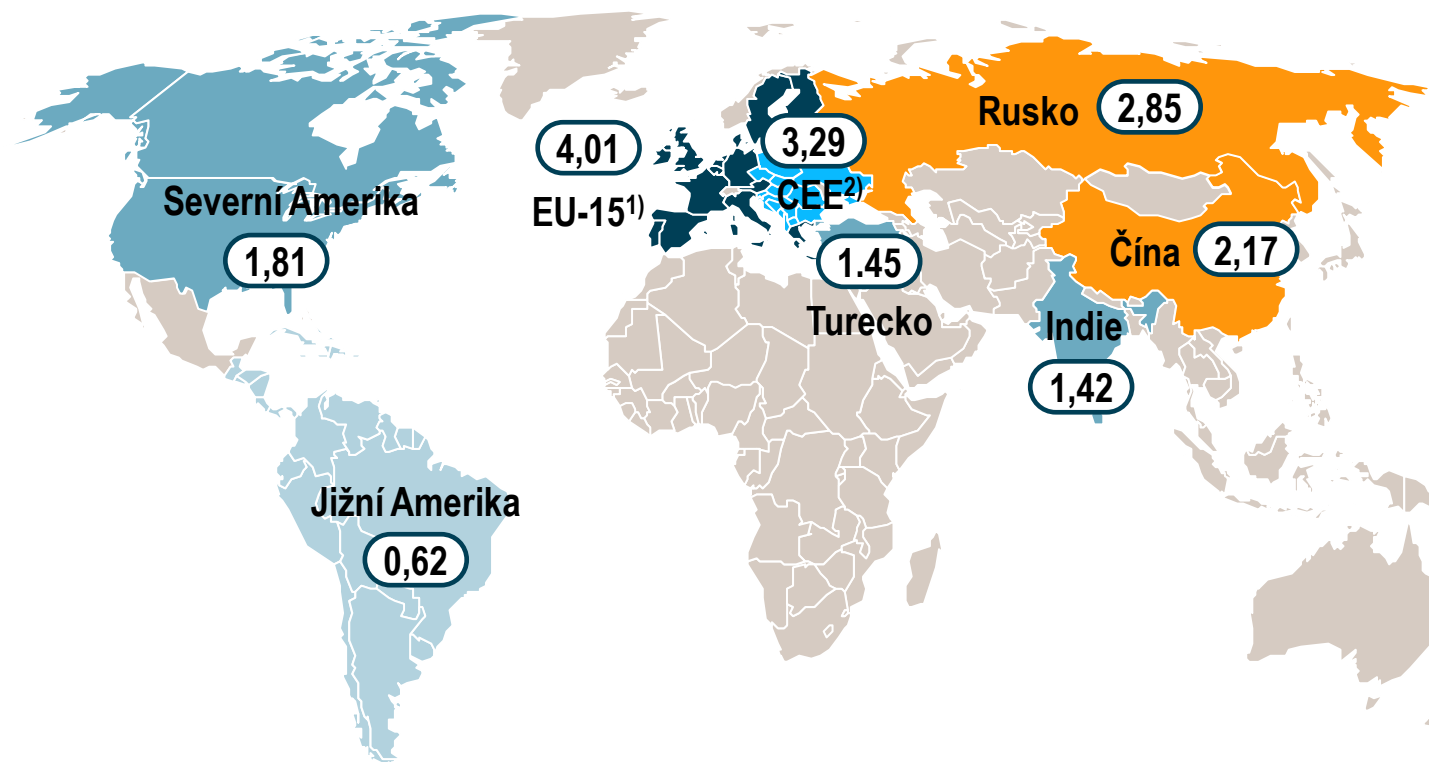 Rusko 2,85
4,01
3,29
EU-15¹⁾
CEE²⁾
Severní Amerika
1,81
Čína 2,17
1.45
Turecko
Indie
1,42
Jižní Amerika
0,62